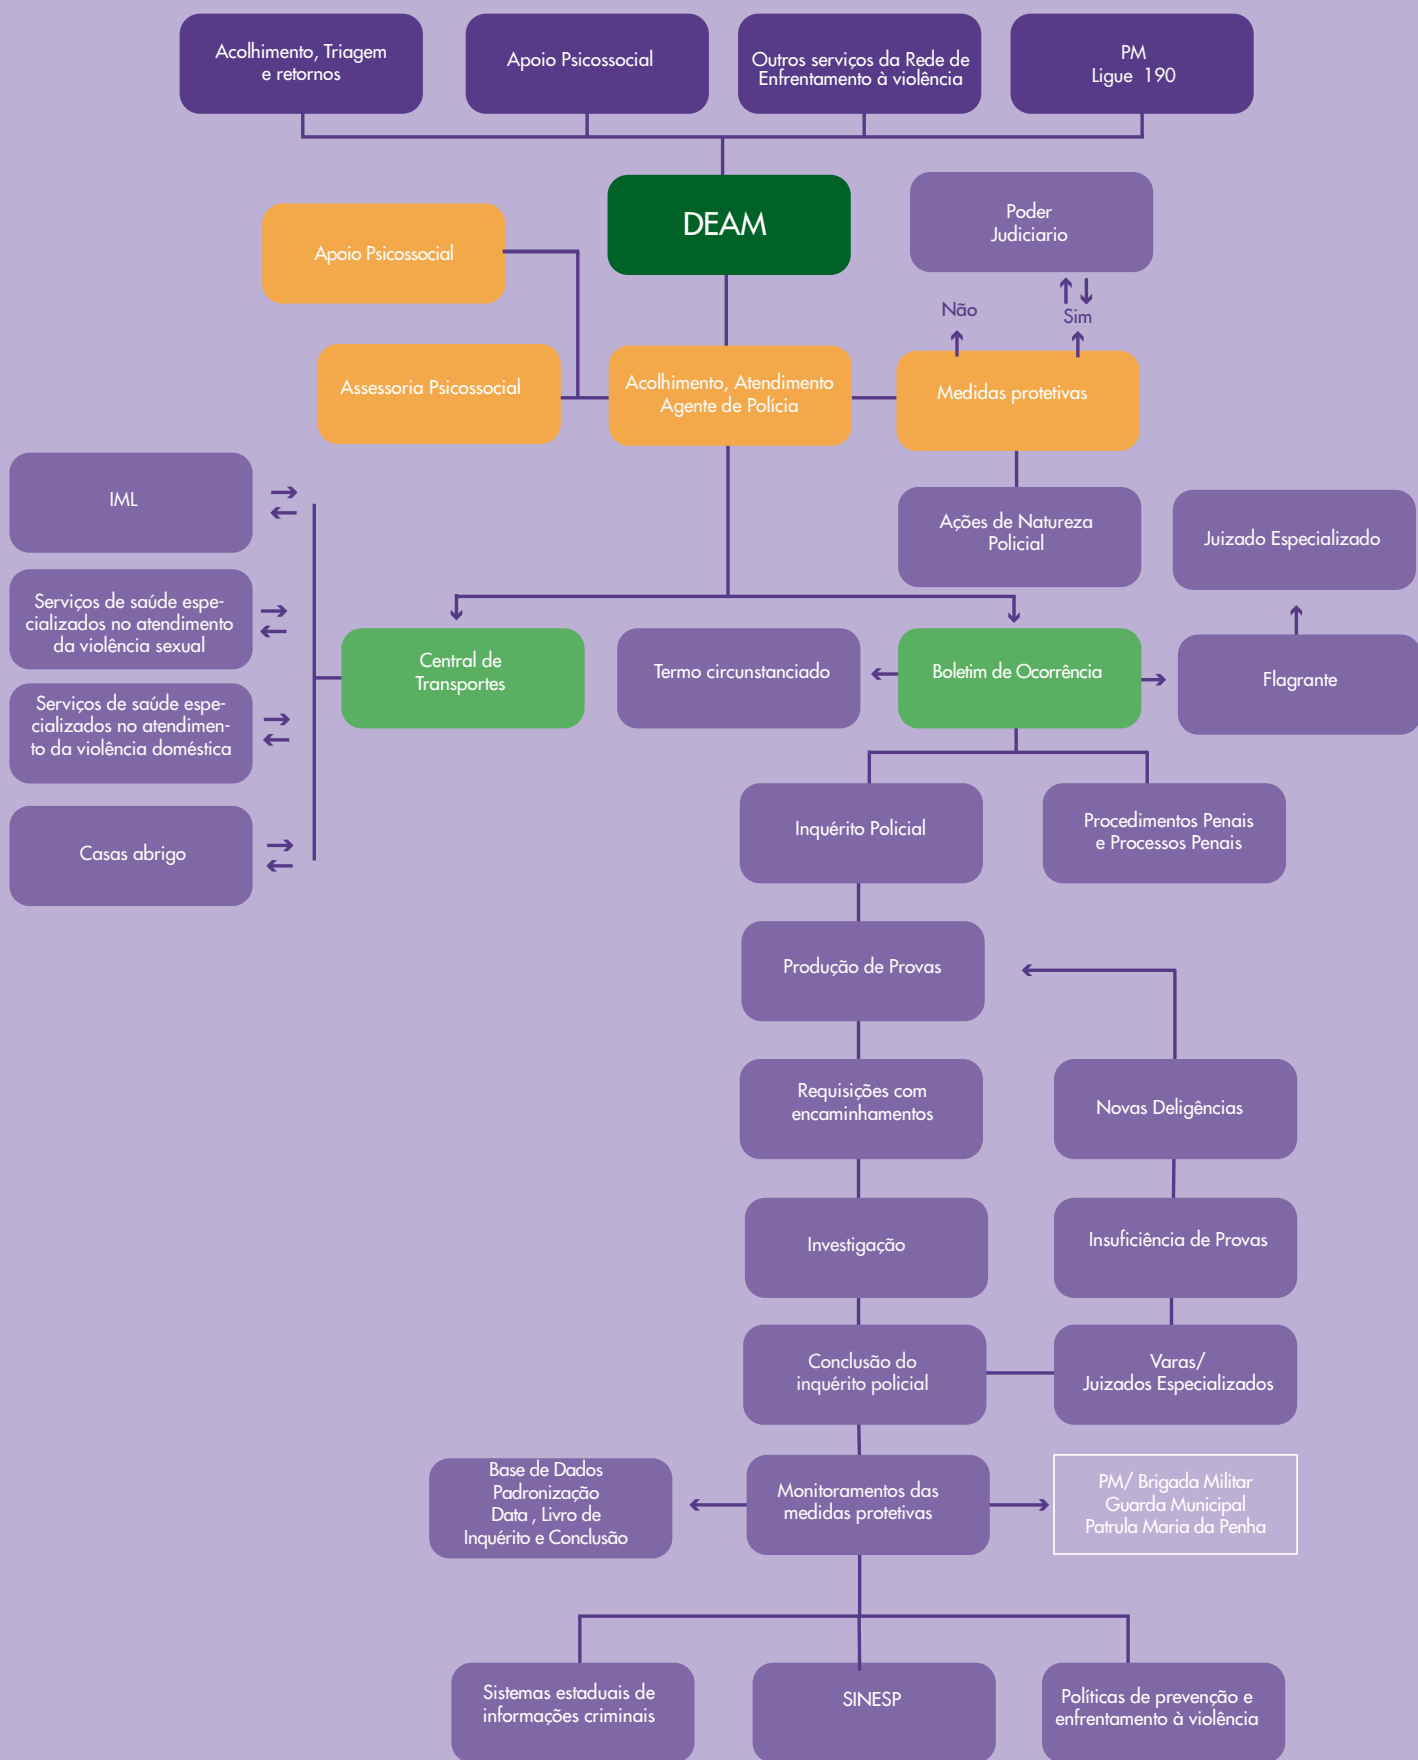 Acolhimento, Triagem
e retornos
Apoio Psicossocial
Outros serviços da Rede de
Enfrentamento à violência
PM
Ligue 190
DEAM
Poder
Judiciario
Apoio Psicossocial
Não
Sim
Assessoria Psicossocial
Acolhimento, Atendimento
Agente de Polícia
Medidas protetivas
IML
Ações de Natureza
Policial
Juizado Especializado
Serviços de saúde espe-
cializados no atendimento
da violência sexual
Central de
Transportes
Termo circunstanciado
Boletim de Ocorrência
Flagrante
Serviços de saúde espe-
cializados no atendimen-
to da violência doméstica
Casas abrigo
Inquérito Policial
Procedimentos Penais
e Processos Penais
Produção de Provas
Requisições com
encaminhamentos
Novas Deligências
Investigação
Insuficiência de Provas
Conclusão do
inquérito policial
Varas/
Juizados Especializados
Base de Dados
Padronização
Data , Livro de
Inquérito e Conclusão
Monitoramentos das
medidas protetivas
PM/ Brigada Militar
Guarda Municipal
Patrula Maria da Penha
Sistemas estaduais de
informações criminais
SINESP
Políticas de prevenção e
enfrentamento à violência